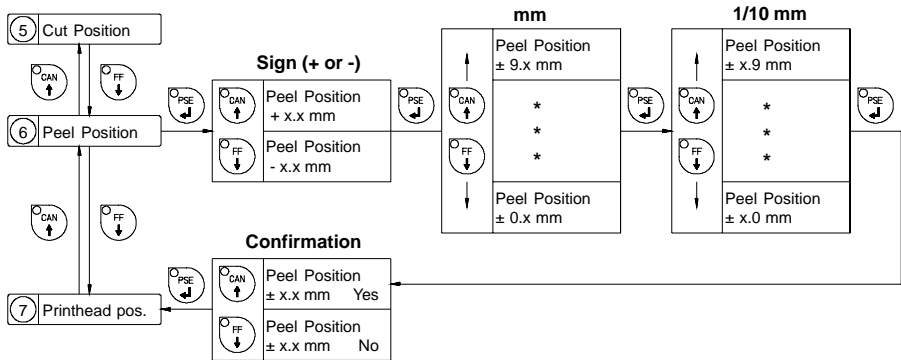 mm
1/10 mm
5 Cut Position
Peel Position
± 9.x mm
Peel Position
± x.9 mm
Sign (+ or -)
CAN
FF
PSE
CAN
Peel Position
+ x.x mm
PSE
CAN
*
*
*
PSE
CAN
*
*
*
PSE
6 Peel Position
FF
Peel Position
- x.x mm
FF
FF
Peel Position
± 0.x mm
Peel Position
± x.0 mm
CAN
FF
Confirmation
PSE
CAN
Peel Position
± x.x mm Yes
7 Printhead pos.
FF
Peel Position
± x.x mm No